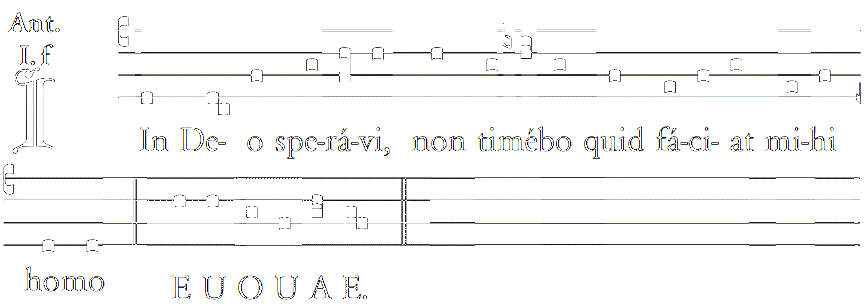 Ant.
I. f
In De- o spe-rá-vi, non timébo quid fá-ci- at mi-hi
homo E U O U A E.